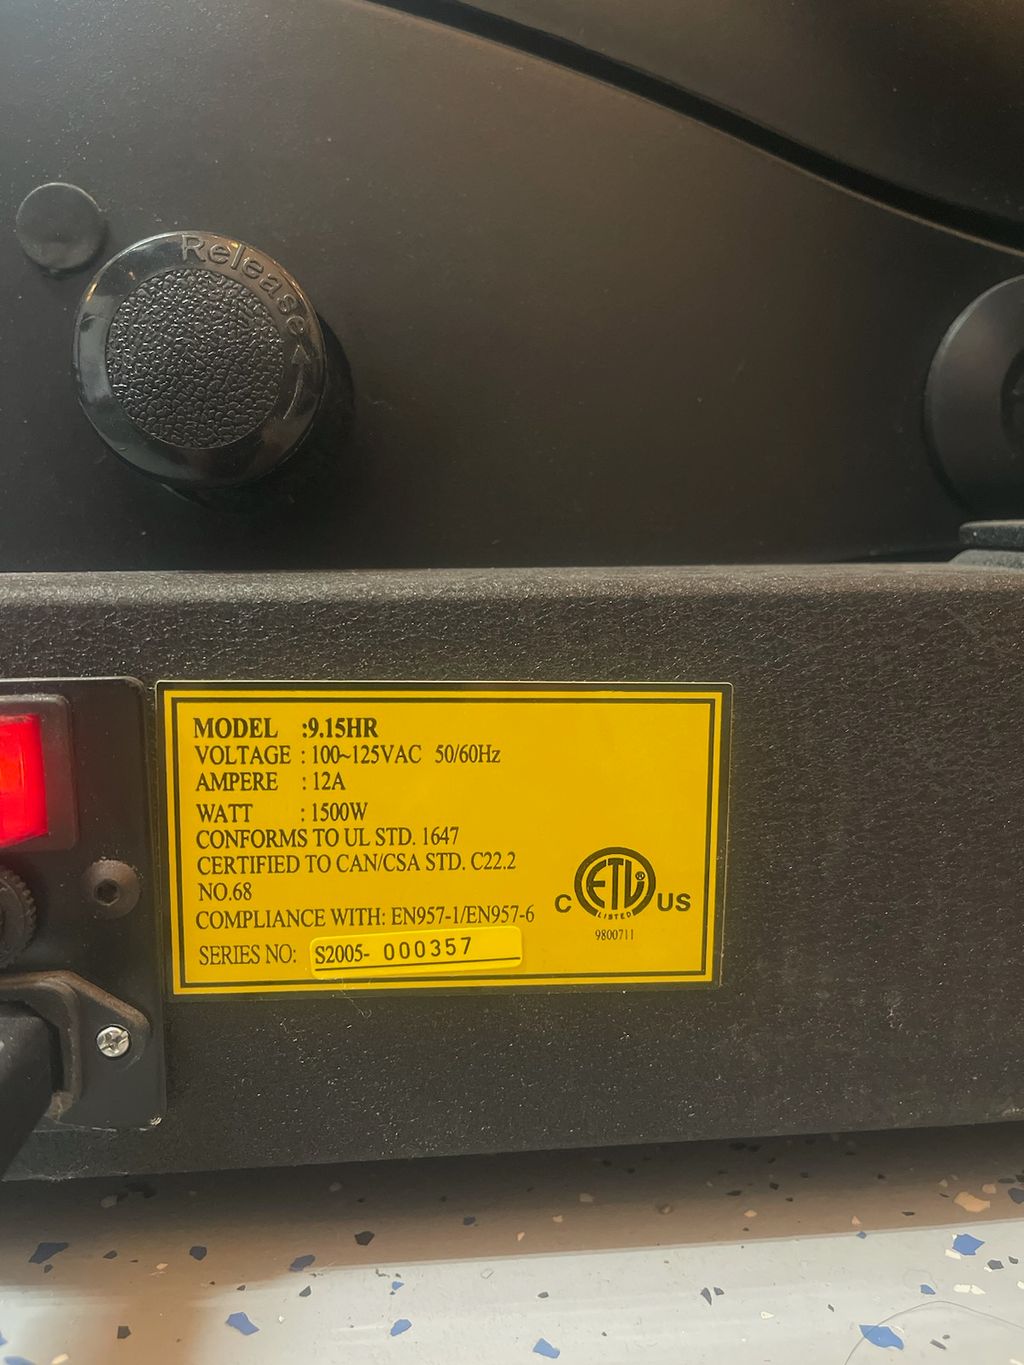 Release
MODEL :9.15HR
VOLTAGE : 100~125VAC 50/60Hz
AMPERE : 12A
WATT : 1500W
CONFORMS TO UL STD. 1647
CERTIFIED TO CAN/CSA STD. C22.2
NO.68
COMPLIANCE WITH: EN957-1/EN957-6
SERIES NO: S2005- 000357
C ETL ® LISTED US
9800711